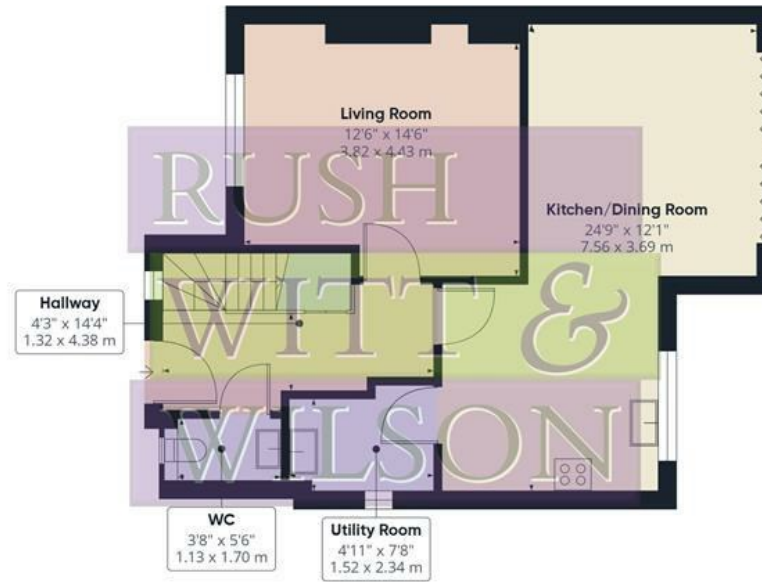 Living Room
12'6" x 14'6"
3.82 x 4.43 m
RUSH
Kitchen/Dining Room
24'9" x 12'1"
7.56 x 3.69 m
Hallway
4'3" x 14'4"
1.32 x 4.38 m
WITT &
WILSON
WC
3'8" x 5'6"
1.13 x 1.70 m
Utility Room
4'11" x 7'8"
1.52 x 2.34 m